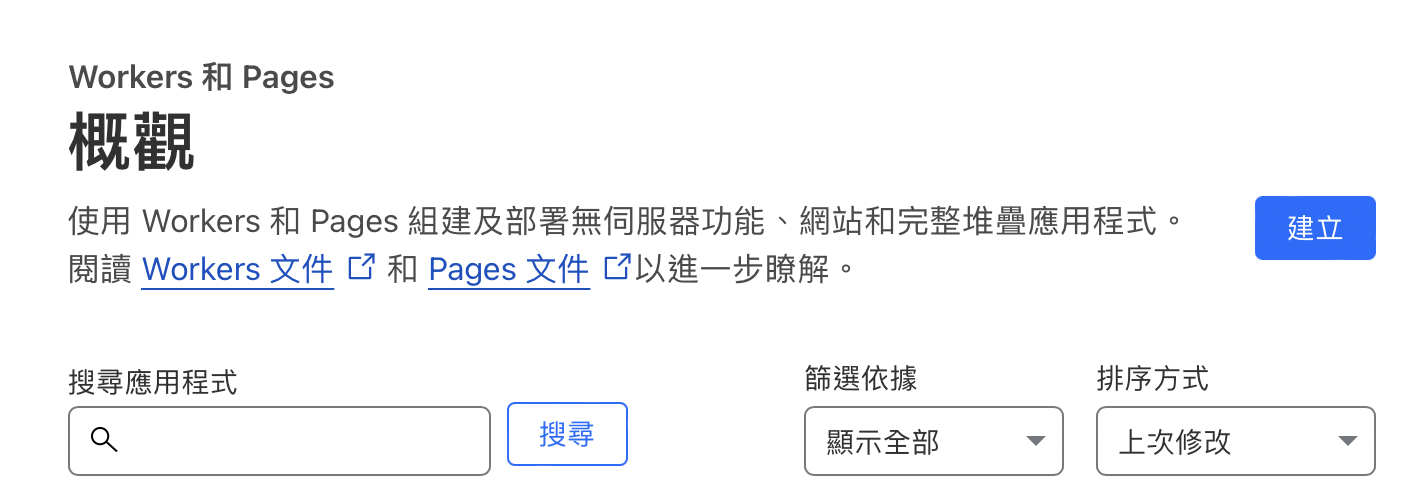 Workers 和 Pages
概觀
使用 Workers 和 Pages 組建及部署無伺服器功能、網站和完整堆疊應用程式。
閱讀 Workers 文件 和 Pages 文件 以進一步瞭解。
建立
搜尋應用程式
搜尋
篩選依據
顯示全部
排序方式
上次修改